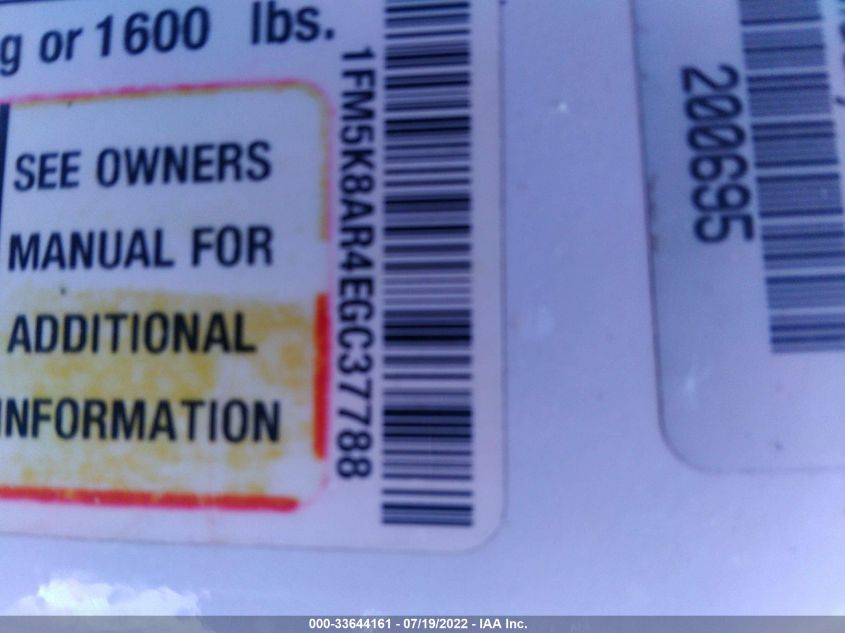 g or 1600 lbs.
SEE OWNERS
MANUAL FOR
ADDITIONAL
INFORMATION
1FM5K8AR4EGC37788
200695
000-33644161 - 07/19/2022 - IAA Inc.